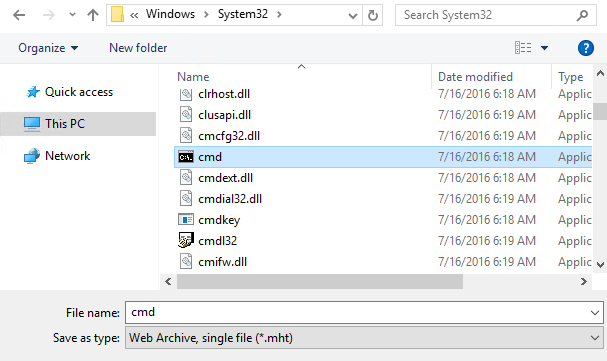 « Windows › System32 ›
Search System32
Organize
New folder
Name Date modified Type
clrhost.dll 7/16/2016 6:18 AM Applic
clusapi.dll 7/16/2016 6:19 AM Applic
cmcfg32.dll 7/16/2016 6:19 AM Applic
cmd 7/16/2016 6:18 AM Applic
cmdext.dll 7/16/2016 6:18 AM Applic
cmdial32.dll 7/16/2016 6:19 AM Applic
cmdkey 7/16/2016 6:18 AM Applic
cmdl32 7/16/2016 6:19 AM Applic
cmifw.dll 7/16/2016 6:19 AM Applic
Quick access
This PC
Network
File name: cmd
Save as type: Web Archive, single file (*.mht)